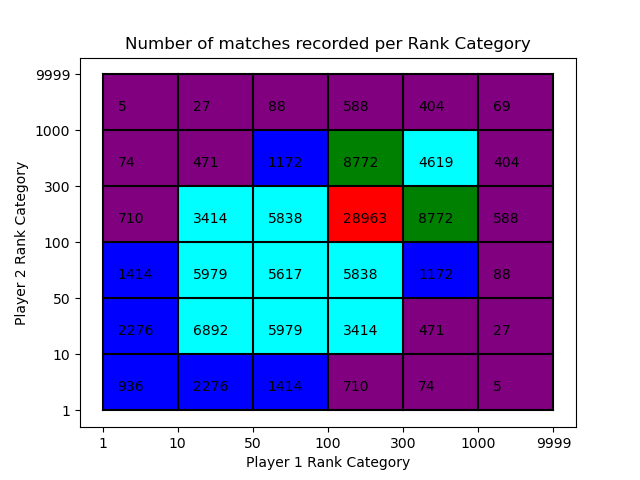 Number of matches recorded per Rank Category
9999
5 27 88 588 404 69
1000
74 471 1172 8772 4619 404
300
710 3414 5838 28963 8772 588
100
1414 5979 5617 5838 1172 88
50
2276 6892 5979 3414 471 27
10
936 2276 1414 710 74 5
1
1 10 50 100 300 1000 9999
Player 1 Rank Category
Player 2 Rank Category